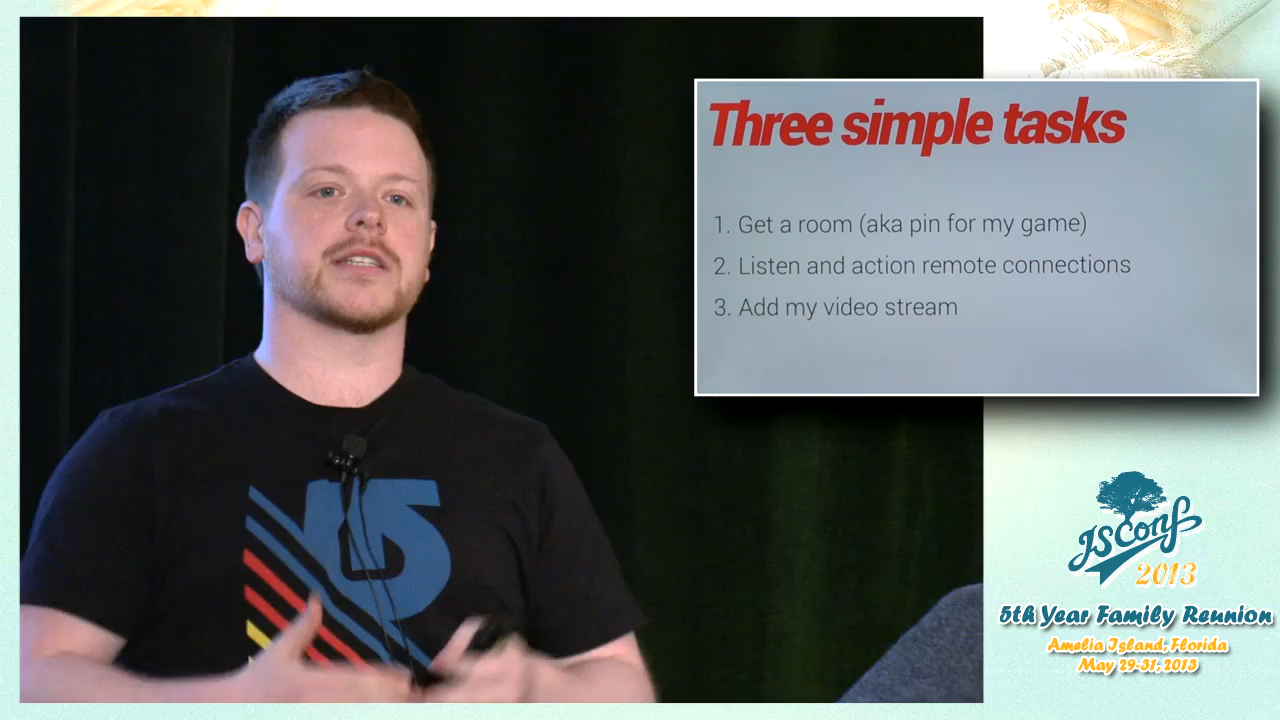 Three simple tasks
1. Get a room (aka pin for my game)
2. Listen and action remote connections
3. Add my video stream
15
JSConf
2013
5th Year Family Reunion
Amelia Island, Florida
May 29-31, 2013